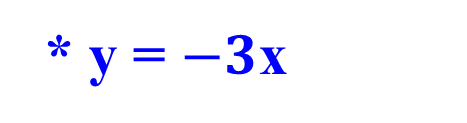 * y = −3x